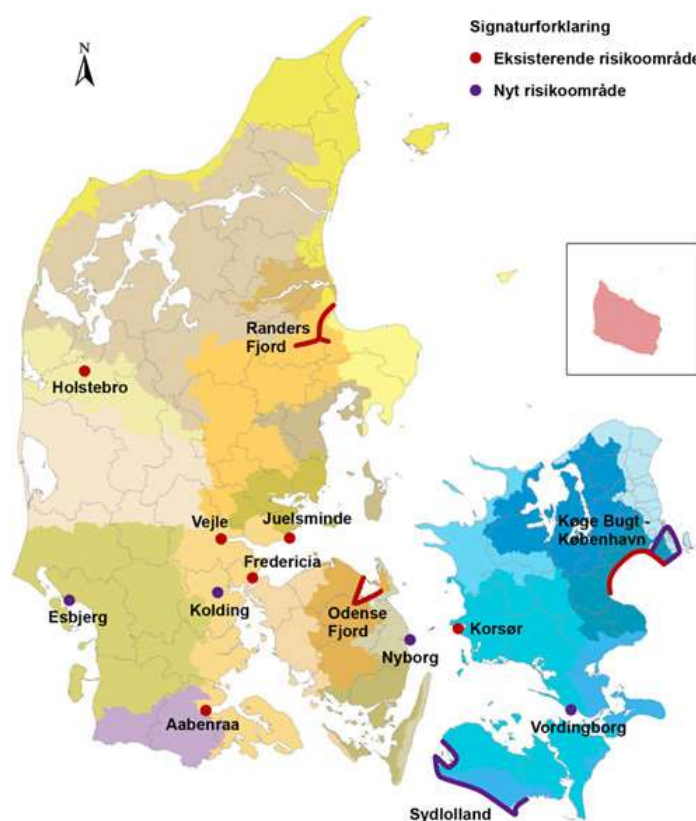 N
Signaturforklaring
Eksisterende risikoområde
Nyt risikoområde
Randers
Fjord
Holstebro
Køge Bugt -
København
Vejle
Juelsminde
Fredericia
Esbjerg
Kolding
Odense
Fjord
Nyborg
Korsør
Aabenraa
Vordingborg
Sydlolland